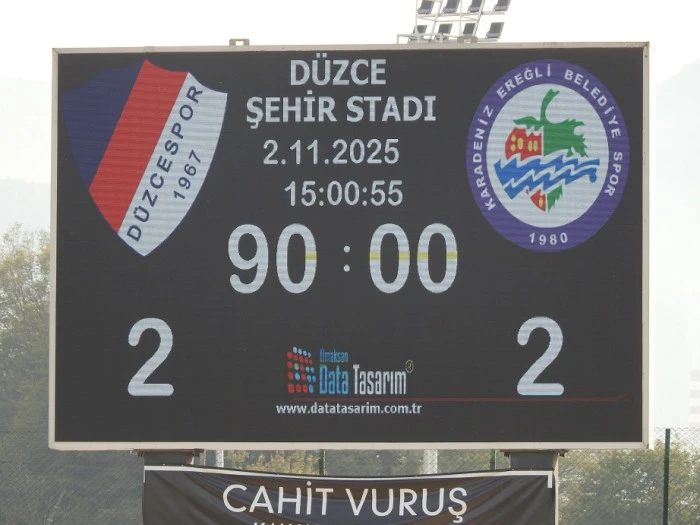 DÜZCE
ŞEHİR STADI
2.11.2025
15:00:55
90 : 00
2
2
DÜZCESPOR
1967
KARADENİZ EREĞLİ BELEDİYE SPOR
1980
timaksan
Data Tasarım
www.datatasarim.com.tr
CAHİT VURUŞ